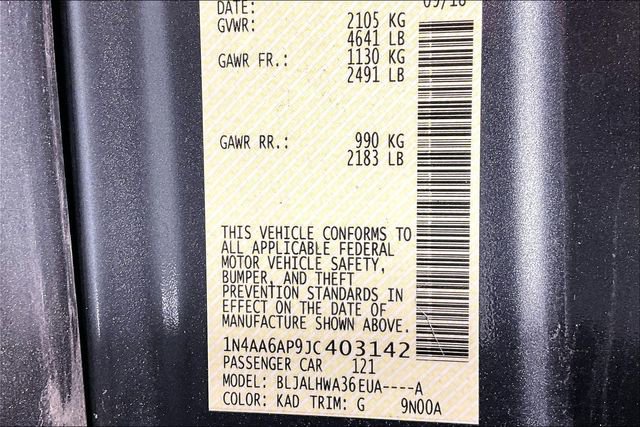 DATE: 09/18
GVWR: 2105 KG
4641 LB
GAWR FR.: 1130 KG
2491 LB
GAWR RR.: 990 KG
2183 LB
THIS VEHICLE CONFORMS TO
ALL APPLICABLE FEDERAL
MOTOR VEHICLE SAFETY,
BUMPER, AND THEFT
PREVENTION STANDARDS IN
EFFECT ON THE DATE OF
MANUFACTURE SHOWN ABOVE.
1N4AA6AP9JC403142
PASSENGER CAR 121
MODEL: BLJALHWA36EUA----A
COLOR: KAD TRIM: G 9N00A